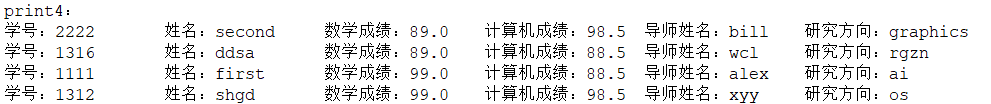 print4:
学号：2222 姓名：second 数学成绩：89.0 计算机成绩：98.5 导师姓名：bill 研究方向：graphics
学号：1316 姓名：ddsa 数学成绩：89.0 计算机成绩：88.5 导师姓名：wcl 研究方向：rgzn
学号：1111 姓名：first 数学成绩：99.0 计算机成绩：88.5 导师姓名：alex 研究方向：ai
学号：1312 姓名：shgd 数学成绩：99.0 计算机成绩：98.5 导师姓名：xyy 研究方向：os